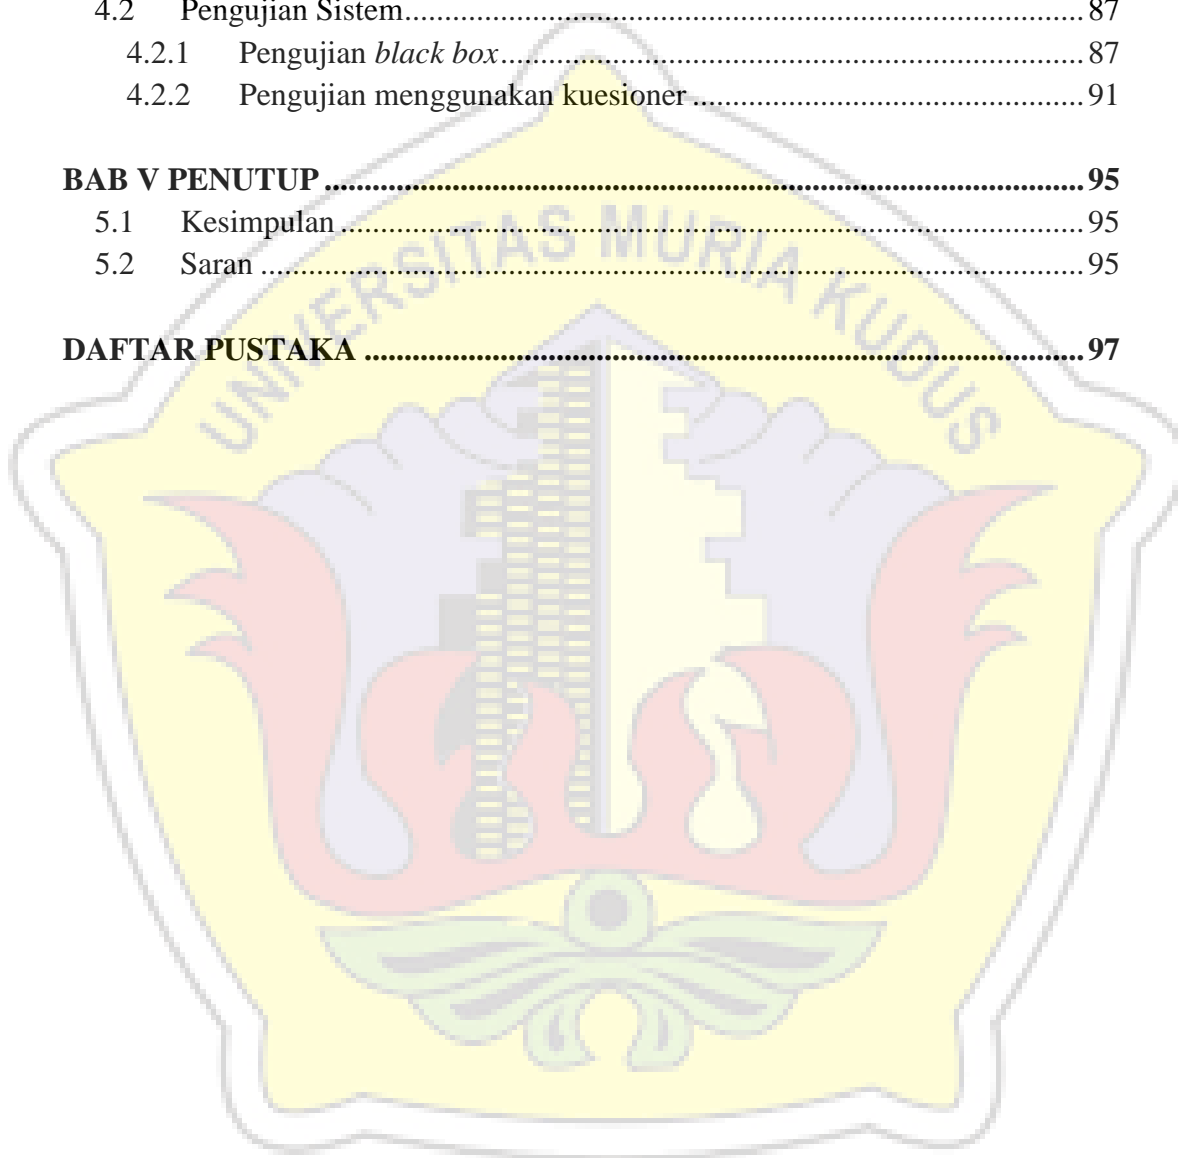 4.2 Pengujian Sistem.......................................................................................87
4.2.1 Pengujian black box..........................................................................87
4.2.2 Pengujian menggunakan kuesioner..................................................91
BAB V PENUTUP...............................................................................................95
5.1 Kesimpulan...............................................................................................95
5.2 Saran........................................................................................................95
DAFTAR PUSTAKA..........................................................................................97
UNIVERSITAS MURIA KUDUS